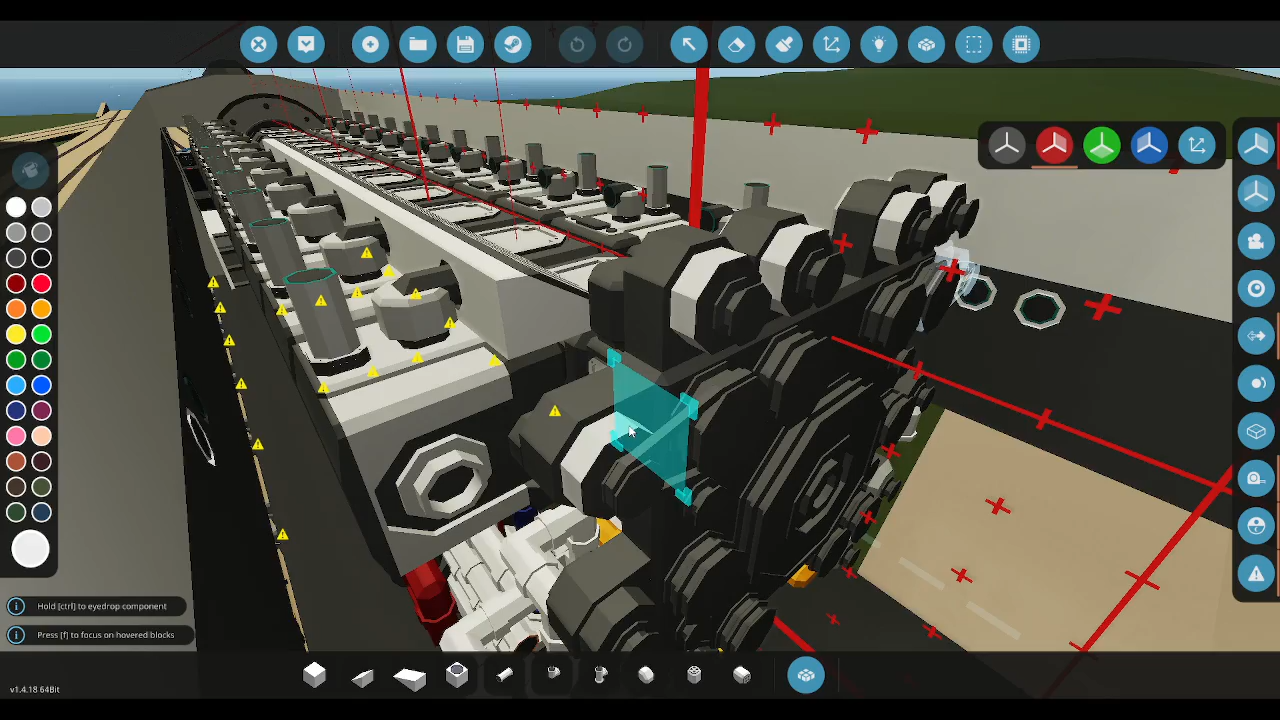 Hold [ctrl] to eyedrop component
Press [f] to focus on hovered blocks
v1.4.18 64Bit